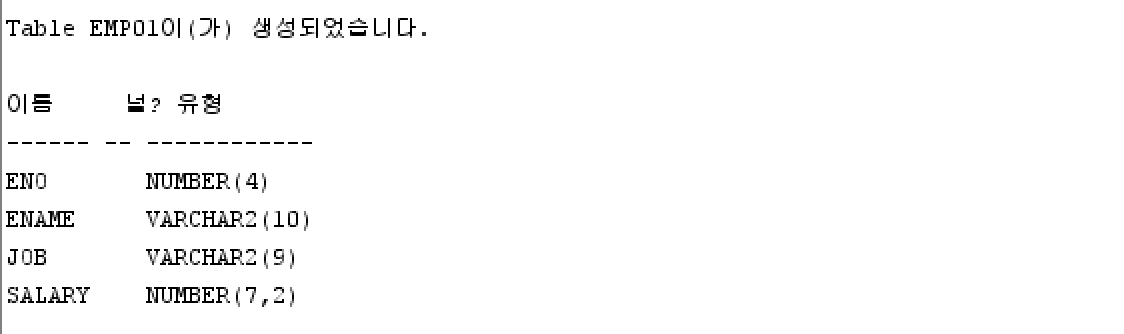 Table EMP01이(가) 생성되었습니다.
이름     널? 유형
------ -- ------------
ENO       NUMBER(4)
ENAME     VARCHAR2(10)
JOB       VARCHAR2(9)
SALARY    NUMBER(7,2)